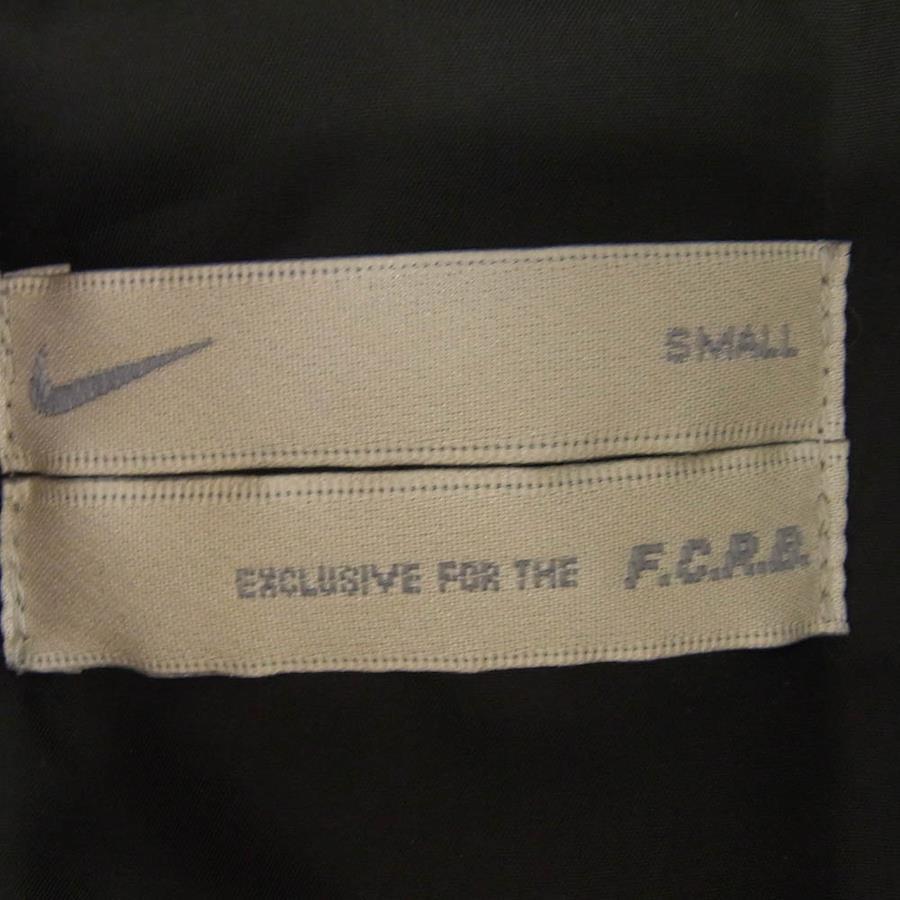 SMALL
EXCLUSIVE FOR THE F.C.R.B.